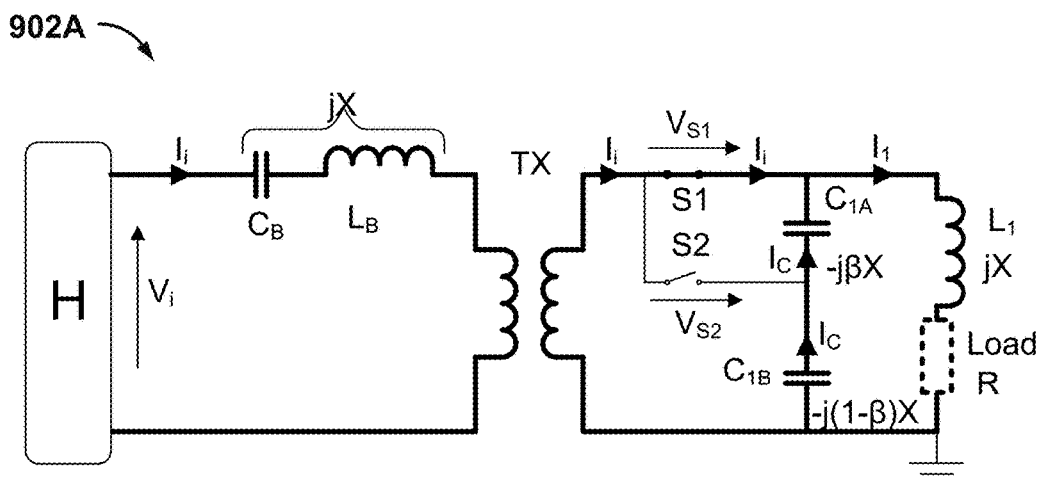 902A
jX
I_i
C_B
L_B
TX
I_i
V_S1
I_i
I_1
S1
S2
V_S2
C_1A
I_C
-jβX
L_1
jX
H
V_i
I_C
C_1B
-j(1-β)X
Load
R